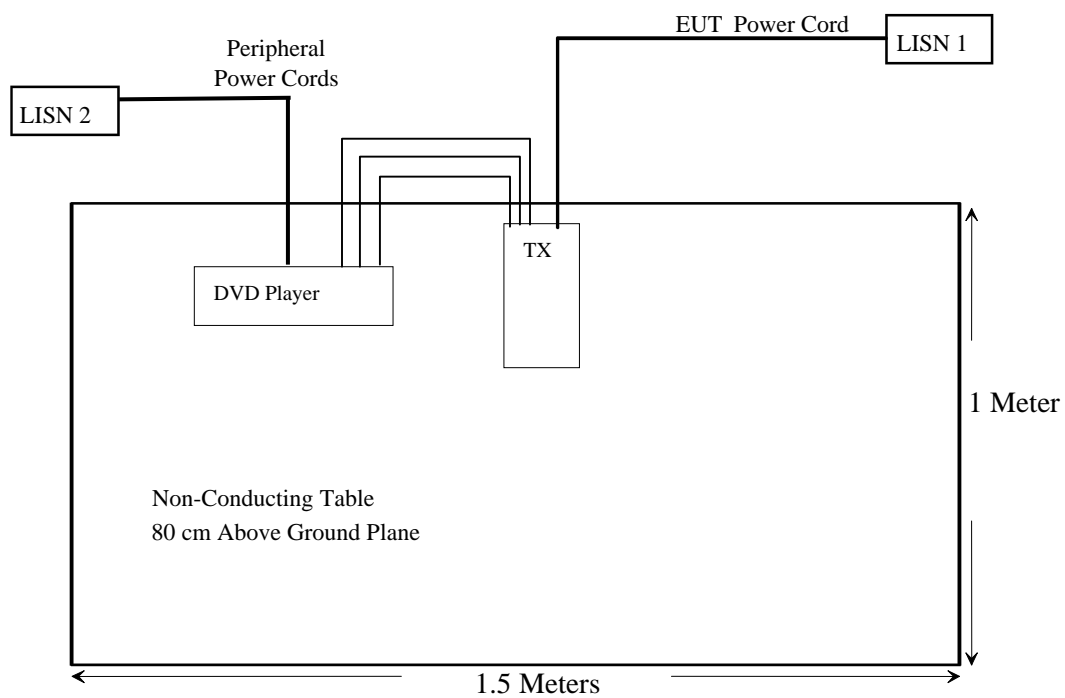 EUT Power Cord
LISN 1
Peripheral
Power Cords
LISN 2
TX
DVD Player
1 Meter
Non-Conducting Table
80 cm Above Ground Plane
1.5 Meters